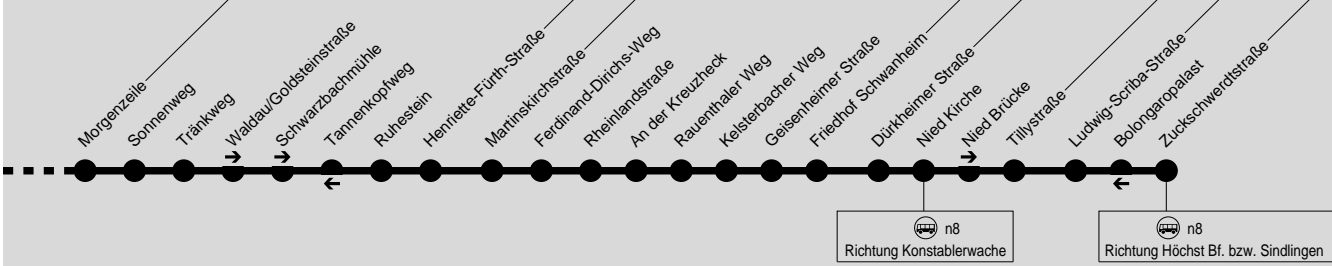 Morgenzeile
Sonnenweg
Tränkweg
Waldau/Goldsteinstraße
Schwarzbachmühle
Tannenkopfweg
Ruhestein
Henriette-Fürth-Straße
Martinskirchstraße
Ferdinand-Dirichs-Weg
Rheinlandstraße
An der Kreuzheck
Rauenthaler Weg
Kelsterbacher Weg
Geisenheimer Straße
Friedhof Schwanheim
Dürkheimer Straße
Nied Kirche
Nied Brücke
Tillystraße
Ludwig-Scriba-Straße
Bolongaropalast
Zuckschwerdtstraße
n8
Richtung Konstablerwache
n8
Richtung Höchst Bf. bzw. Sindlingen